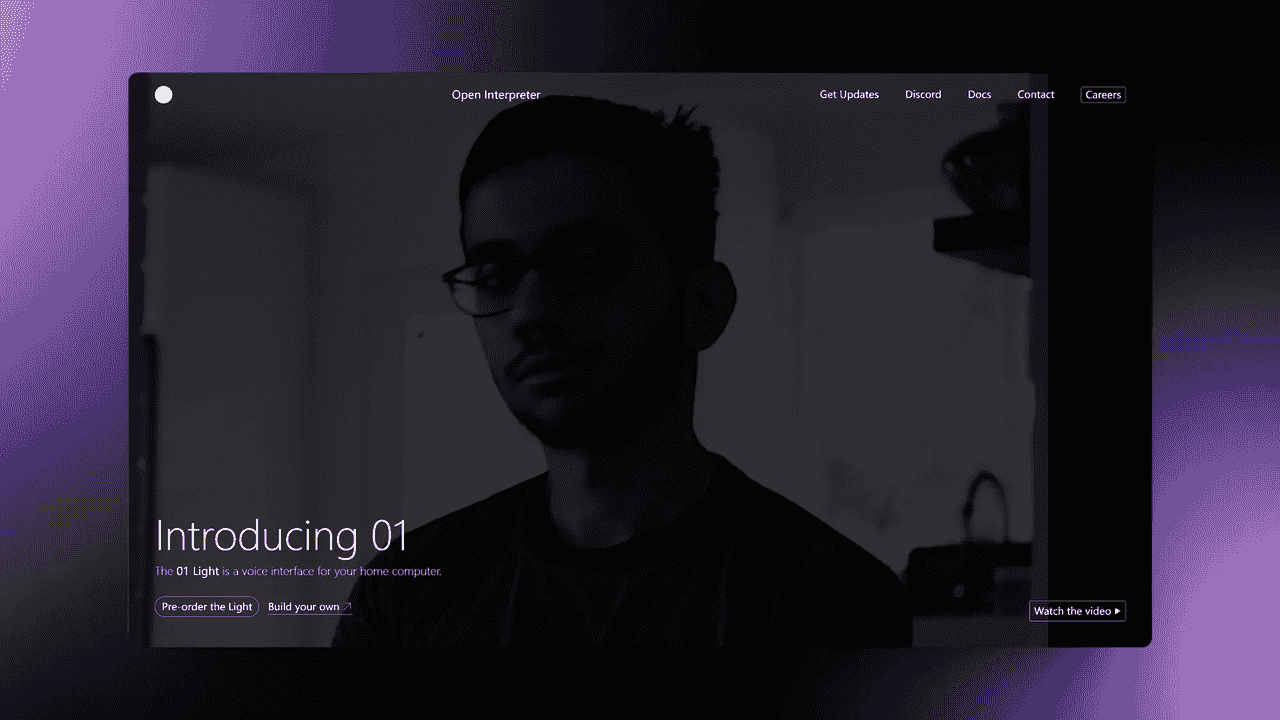 Open Interpreter
Get Updates Discord Docs Contact Careers
Introducing 01
The 01 Light is a voice interface for your home computer.
Pre-order the Light Build your own ↗
Watch the video ▶